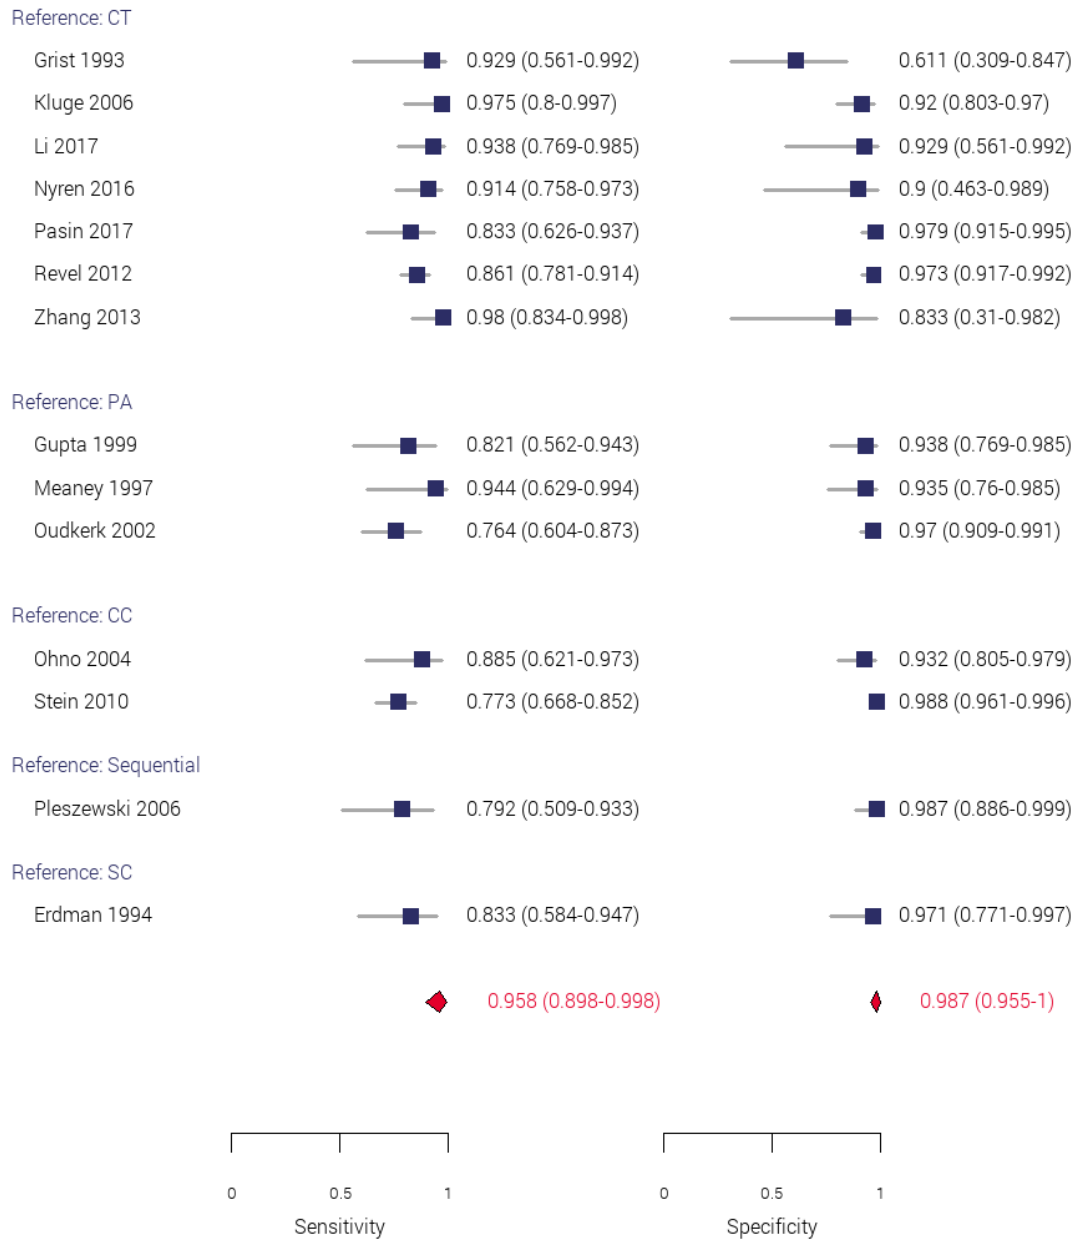 Reference: CT
Grist 1993 0.929 (0.561-0.992) 0.611 (0.309-0.847)
Kluge 2006 0.975 (0.8-0.997) 0.92 (0.803-0.97)
Li 2017 0.938 (0.769-0.985) 0.929 (0.561-0.992)
Nyren 2016 0.914 (0.758-0.973) 0.9 (0.463-0.989)
Pasin 2017 0.833 (0.626-0.937) 0.979 (0.915-0.995)
Revel 2012 0.861 (0.781-0.914) 0.973 (0.917-0.992)
Zhang 2013 0.98 (0.834-0.998) 0.833 (0.31-0.982)
Reference: PA
Gupta 1999 0.821 (0.562-0.943) 0.938 (0.769-0.985)
Meaney 1997 0.944 (0.629-0.994) 0.935 (0.76-0.985)
Oudkerk 2002 0.764 (0.604-0.873) 0.97 (0.909-0.991)
Reference: CC
Ohno 2004 0.885 (0.621-0.973) 0.932 (0.805-0.979)
Stein 2010 0.773 (0.668-0.852) 0.988 (0.961-0.996)
Reference: Sequential
Pleszewski 2006 0.792 (0.509-0.933) 0.987 (0.886-0.999)
Reference: SC
Erdman 1994 0.833 (0.584-0.947) 0.971 (0.771-0.997)
0.958 (0.898-0.998) 0.987 (0.955-1)
0 0.5 1 0 0.5 1
Sensitivity Specificity